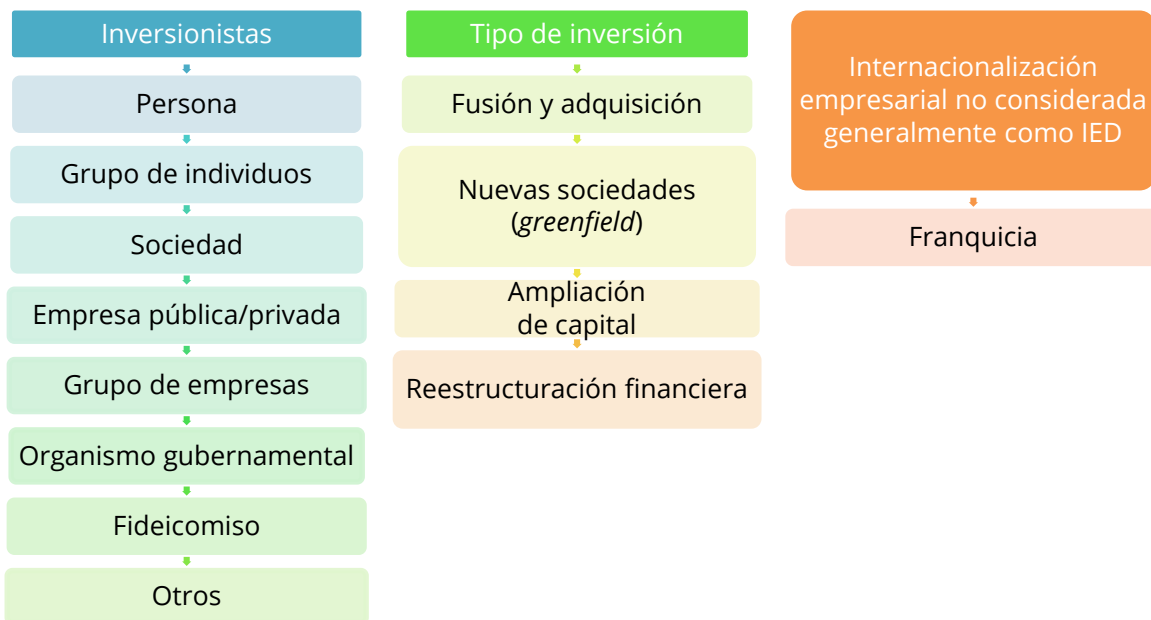 Inversionistas
Persona
Grupo de individuos
Sociedad
Empresa pública/privada
Grupo de empresas
Organismo gubernamental
Fideicomiso
Otros
Tipo de inversión
Fusión y adquisición
Nuevas sociedades
(greenfield)
Ampliación
de capital
Reestructuración financiera
Internacionalización
empresarial no considerada
generalmente como IED
Franquicia